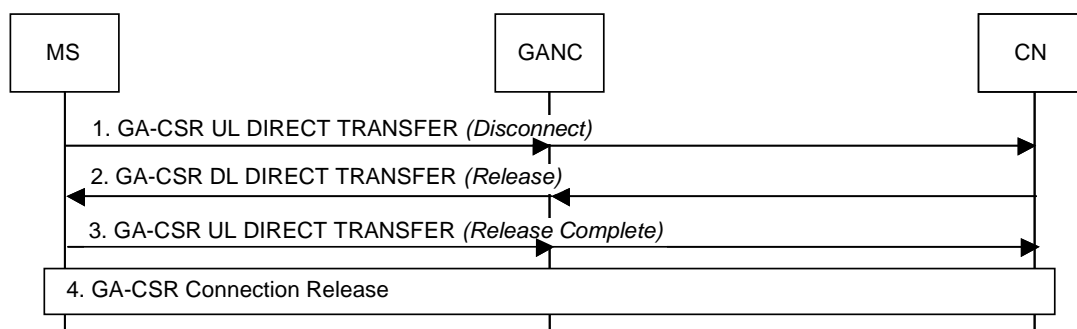 MS
GANC
CN
1. GA-CSR UL DIRECT TRANSFER (Disconnect)
2. GA-CSR DL DIRECT TRANSFER (Release)
3. GA-CSR UL DIRECT TRANSFER (Release Complete)
4. GA-CSR Connection Release